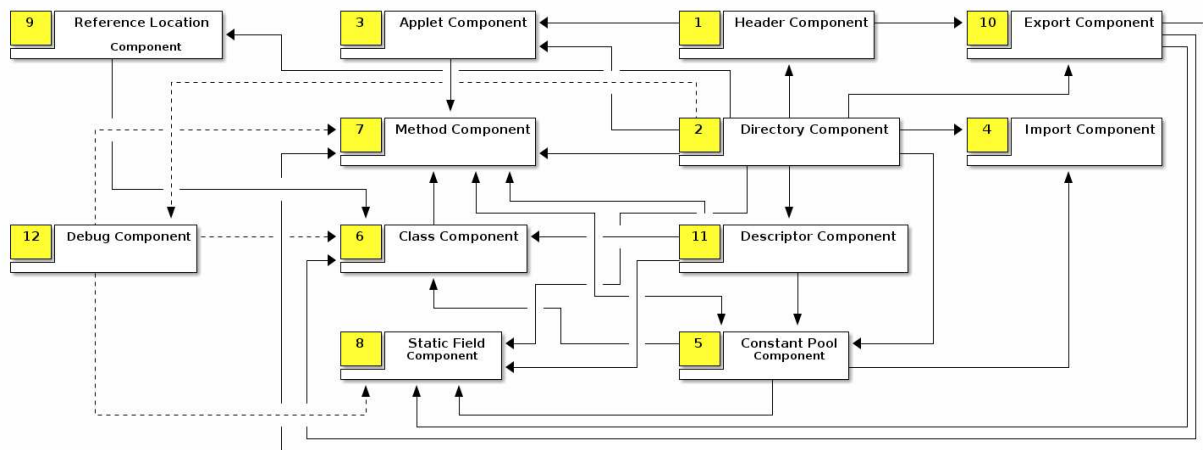 9 Reference Location
Component
3 Applet Component
1 Header Component
10 Export Component
7 Method Component
2 Directory Component
4 Import Component
12 Debug Component
6 Class Component
11 Descriptor Component
8 Static Field
Component
5 Constant Pool
Component